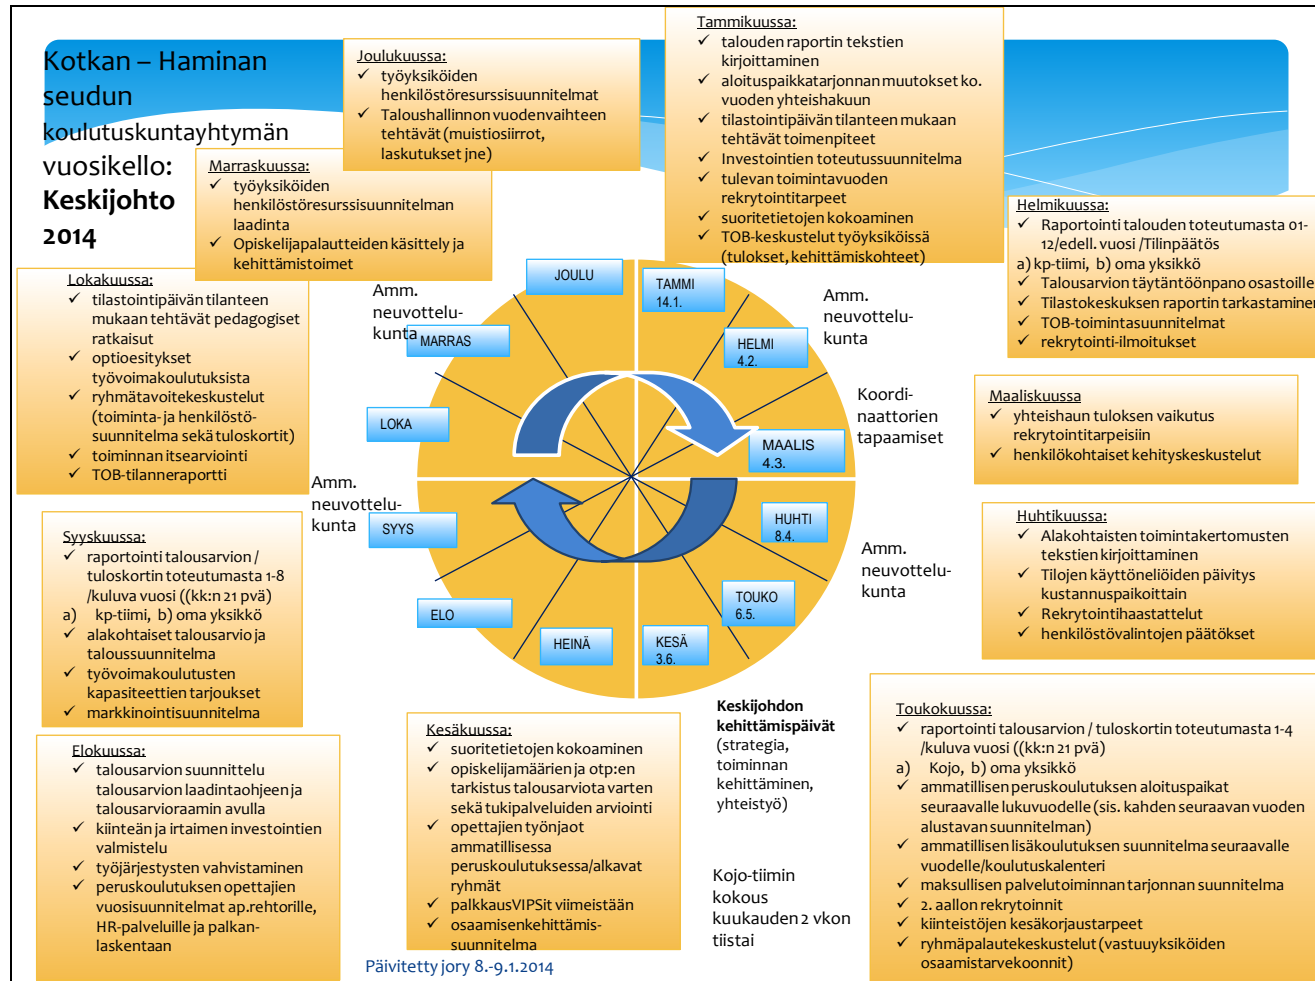 Kotkan – Haminan
seudun
koulutuskuntayhtymän
vuosikello:
Keskijohto
2014
Joulukuussa:
✓ työyksiköiden
henkilöstöresurssisuunnitelmat
✓ Taloushallinnon vuodenvaihteen
tehtävät (muistiosiirrot,
laskutukset jne)
Tammikuussa:
✓ talouden raportin tekstien
kirjoittaminen
✓ aloituspaikkatarjonnan muutokset ko.
vuoden yhteishakuun
✓ tilastointipäivän tilanteen mukaan
tehtävät toimenpiteet
✓ Investointien toteutussuunnitelma
✓ tulevan toimintavuoden
rekrytointitarpeet
✓ suoritetietojen kokoaminen
✓ TOB-keskustelut työyksiköissä
(tulokset, kehittämiskohteet)
Marraskuussa:
✓ työyksiköiden
henkilöstöresurssisuunnitelman
laadinta
✓ Opiskelijapalautteiden käsittely ja
kehittämistoimet
Helmikuussa:
✓ Raportointi talouden toteutumasta 01-
12/edell. vuosi /Tilinpäätös
a) kp-tiimi, b) oma yksikkö
✓ Talousarvion täytäntöönpano osastoille
✓ Tilastokeskuksen raportin tarkastaminen
✓ TOB-toimintasuunnitelmat
✓ rekrytointi-ilmoitukset
Lokakuussa:
✓ tilastointipäivän tilanteen
mukaan tehtävät pedagogiset
ratkaisut
✓ optioesitykset
työvoimakoulutuksista
✓ ryhmätavoitekeskustelut
(toiminta- ja henkilöstö-
suunnitelma sekä tuloskortit)
✓ toiminnan itsearviointi
✓ TOB-tilanneraportti
Amm.
neuvottelu-
kunta
JOULU
TAMMI
14.1.
Amm.
neuvottelu-
kunta
MARRAS
HELMI
4.2.
LOKA
MAALIS
4.3.
Koordi-
naattorien
tapaamiset
Maaliskuussa
✓ yhteishaun tuloksen vaikutus
rekrytointitarpeisiin
✓ henkilökohtaiset kehityskeskustelut
Amm.
neuvottelu-
kunta
SYYS
HUHTI
8.4.
Amm.
neuvottelu-
kunta
ELO
TOUKO
6.5.
HEINÄ
KESÄ
3.6.
Huhtikuussa:
✓ Alakohtaisten toimintakertomusten
tekstien kirjoittaminen
✓ Tilojen käyttöneliöiden päivitys
kustannuspaikoittain
✓ Rekrytointihaastattelut
✓ henkilöstövalintojen päätökset
Syyskuussa:
✓ raportointi talousarvion /
tuloskortin toteutumasta 1-8
/kuluva vuosi ((kk:n 21 pvä)
a) kp-tiimi, b) oma yksikkö
✓ alakohtaiset talousarvio ja
taloussuunnitelma
✓ työvoimakoulutusten
kapasiteettien tarjoukset
✓ markkinointisuunnitelma
Elokuussa:
✓ talousarvion suunnittelu
talousarvion laadintaohjeen ja
talousarvioraamin avulla
✓ kiinteän ja irtaimen investointien
valmistelu
✓ työjärjestysten vahvistaminen
✓ peruskoulutuksen opettajien
vuosisuunnitelmat ap.rehtorille,
HR-palveluille ja palkan-
laskentaan
Kesäkuussa:
✓ suoritetietojen kokoaminen
✓ opiskelijamäärien ja otp:en
tarkistus talousarviota varten
sekä tukipalveluiden arviointi
✓ opettajien työnjaot
ammatillisessa
peruskoulutuksessa/alkavat
ryhmät
✓ palkkausVIPSit viimeistään
✓ osaamisenkehittämis-
suunnitelma
Keskijohdon
kehittämispäivät
(strategia,
toiminnan
kehittäminen,
yhteistyö)
Kojo-tiimin
kokous
kuukauden 2 vkon
tiistai
Toukokuussa:
✓ raportointi talousarvion / tuloskortin toteutumasta 1-4
/kuluva vuosi ((kk:n 21 pvä)
a) Kojo, b) oma yksikkö
✓ ammatillisen peruskoulutuksen aloituspaikat
seuraavalle lukuvuodelle (sis. kahden seuraavan vuoden
alustavan suunnitelman)
✓ ammatillisen lisäkoulutuksen suunnitelma seuraavalle
vuodelle/koulutuskalenteri
✓ maksullisen palvelutoiminnan tarjonnan suunnitelma
✓ 2. aallon rekrytoinnit
✓ kiinteistöjen kesäkorjaustarpeet
✓ ryhmäpalautekeskustelut (vastuuyksiköiden
osaamistarvekoonnit)
Päivitetty jory 8.-9.1.2014